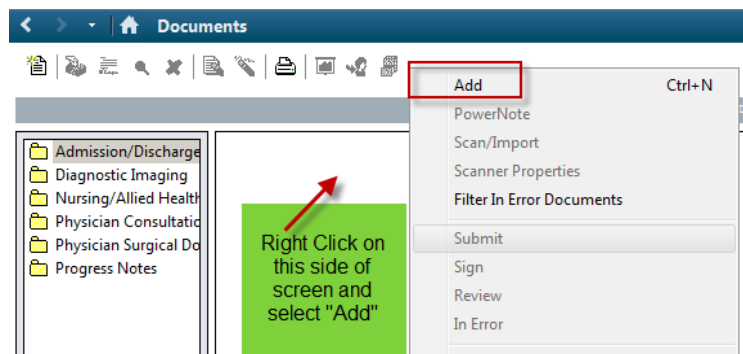 Documents
Add Ctrl+N
PowerNote
Scan/Import
Scanner Properties
Filter In Error Documents
Submit
Sign
Review
In Error
Admission/Discharge
Diagnostic Imaging
Nursing/Allied Health
Physician Consultatio
Physician Surgical Do
Progress Notes
Right Click on
this side of
screen and
select "Add"